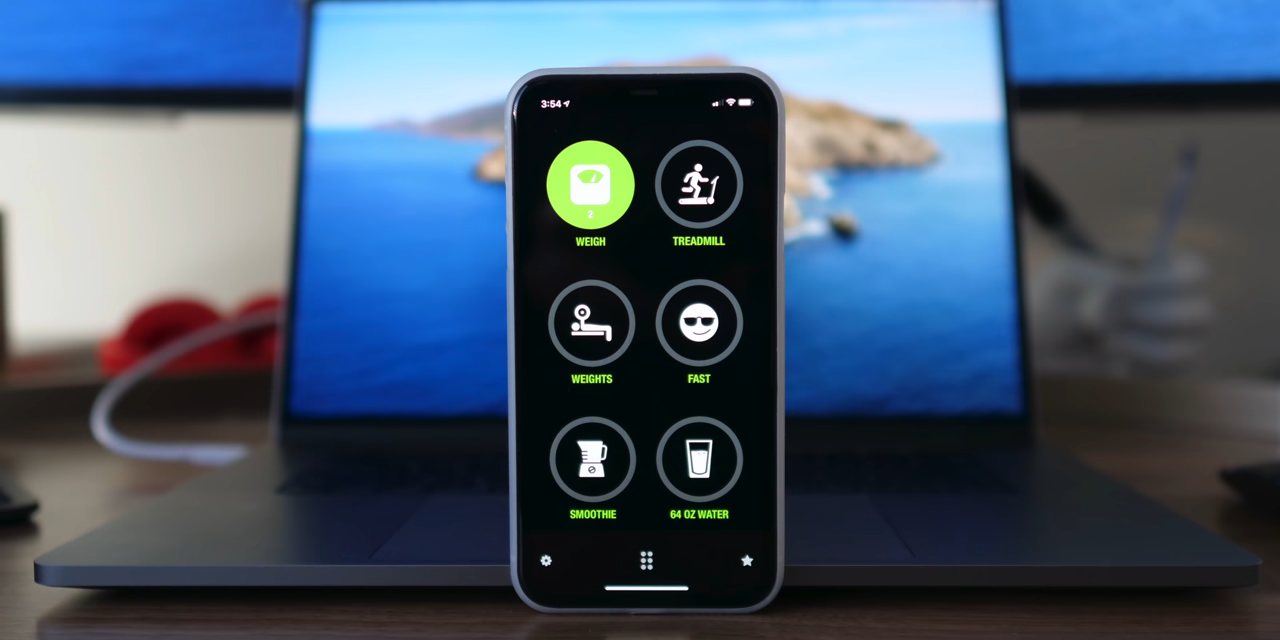 3:54
2
WEIGH
TREADMILL
WEIGHTS
FAST
SMOOTHIE
64 OZ WATER